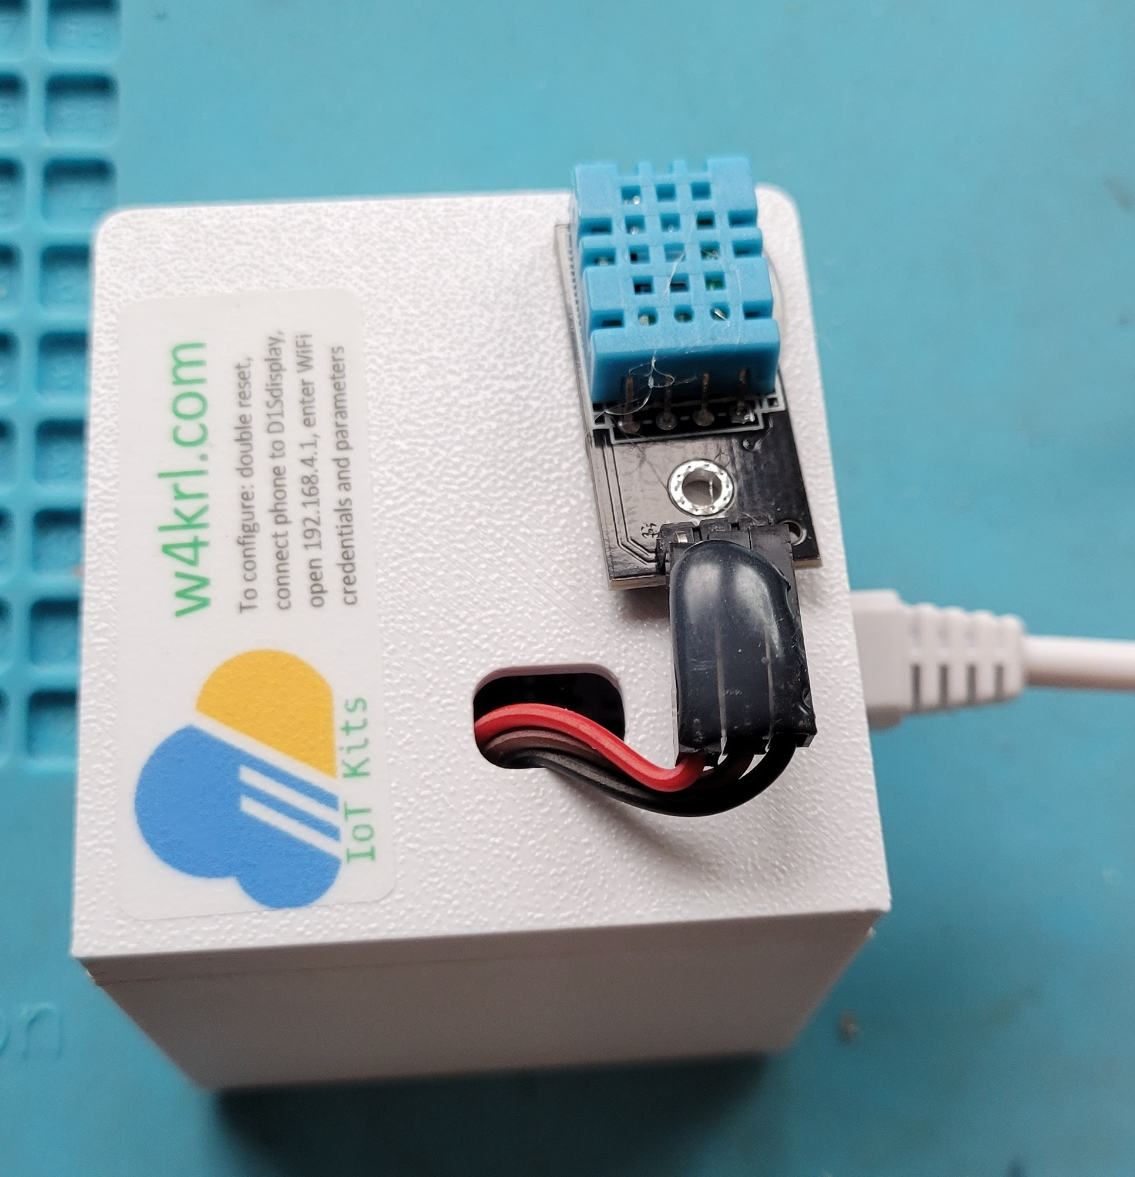 w4krl.com
To configure: double reset,
connect phone to D1Sdisplay,
open 192.168.4.1, enter WiFi
credentials and parameters
IoT Kits